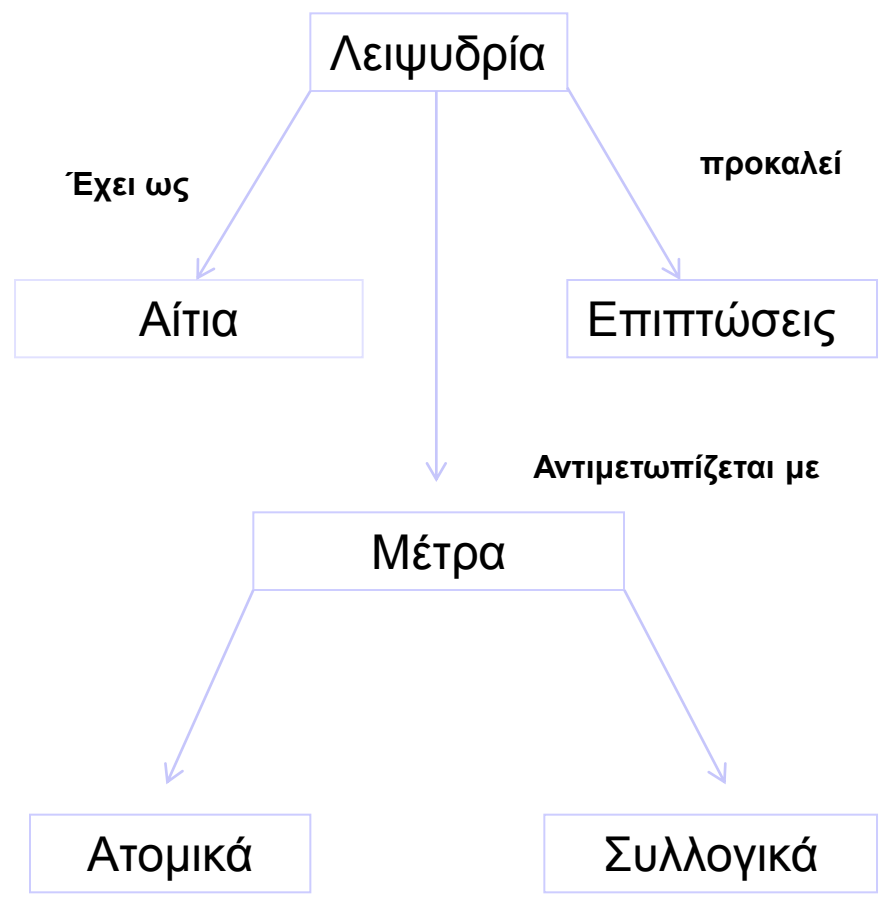 Λειψυδρία
προκαλεί
Έχει ως
Αίτια
Επιπτώσεις
Αντιμετωπίζεται με
Μέτρα
Ατομικά
Συλλογικά